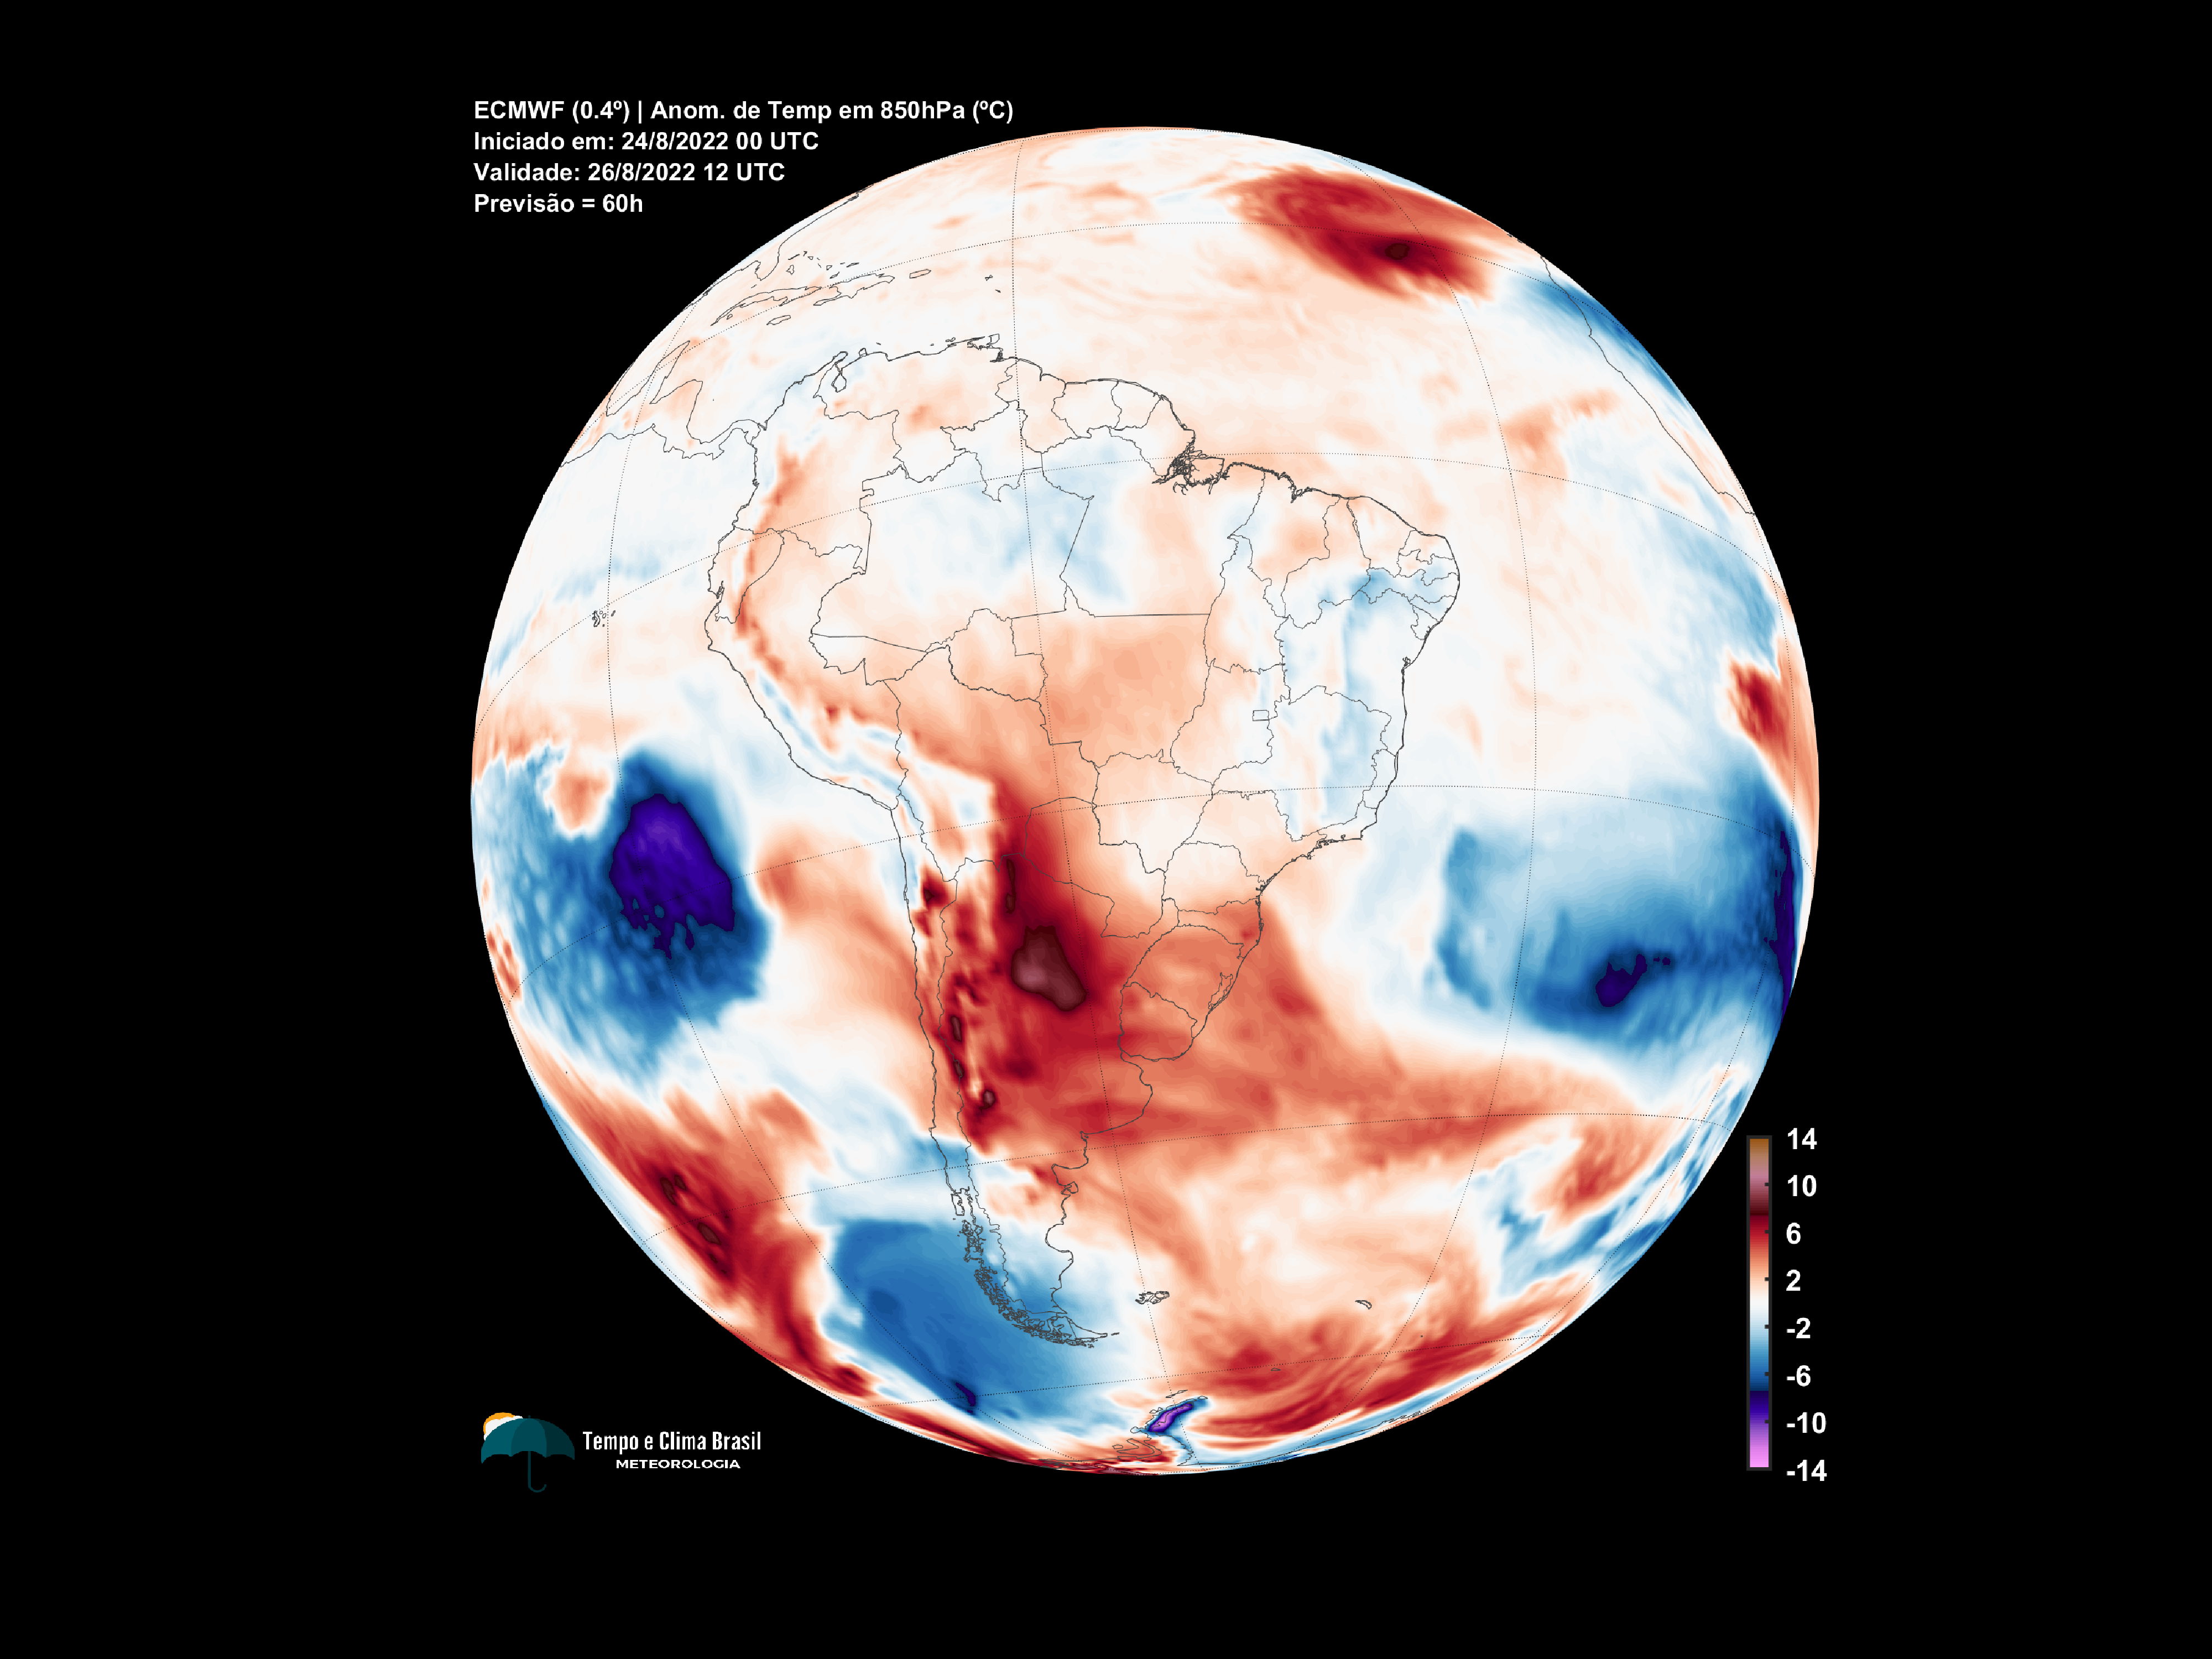 ECMWF (0.4º) | Anom. de Temp em 850hPa (ºC)
Iniciado em: 24/8/2022 00 UTC
Validade: 26/8/2022 12 UTC
Previsão = 60h
14
10
6
2
-2
-6
-10
-14
Tempo e Clima Brasil
METEOROLOGIA